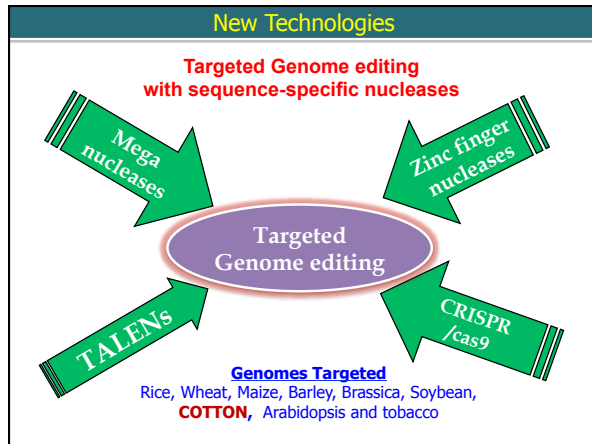 New Technologies
Targeted Genome editing
with sequence-specific nucleases
Mega
nucleases
Zinc finger
nucleases
Targeted
Genome editing
TALENs
CRISPR
/cas9
Genomes Targeted
Rice, Wheat, Maize, Barley, Brassica, Soybean,
COTTON, Arabidopsis and tobacco